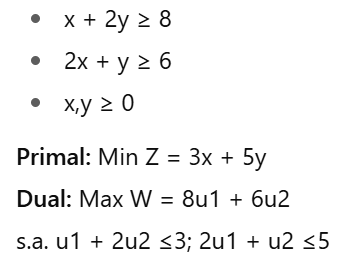 • x + 2y ≥ 8
• 2x + y ≥ 6
• x,y ≥ 0
Primal: Min Z = 3x + 5y
Dual: Max W = 8u1 + 6u2
s.a. u1 + 2u2 ≤3; 2u1 + u2 ≤5